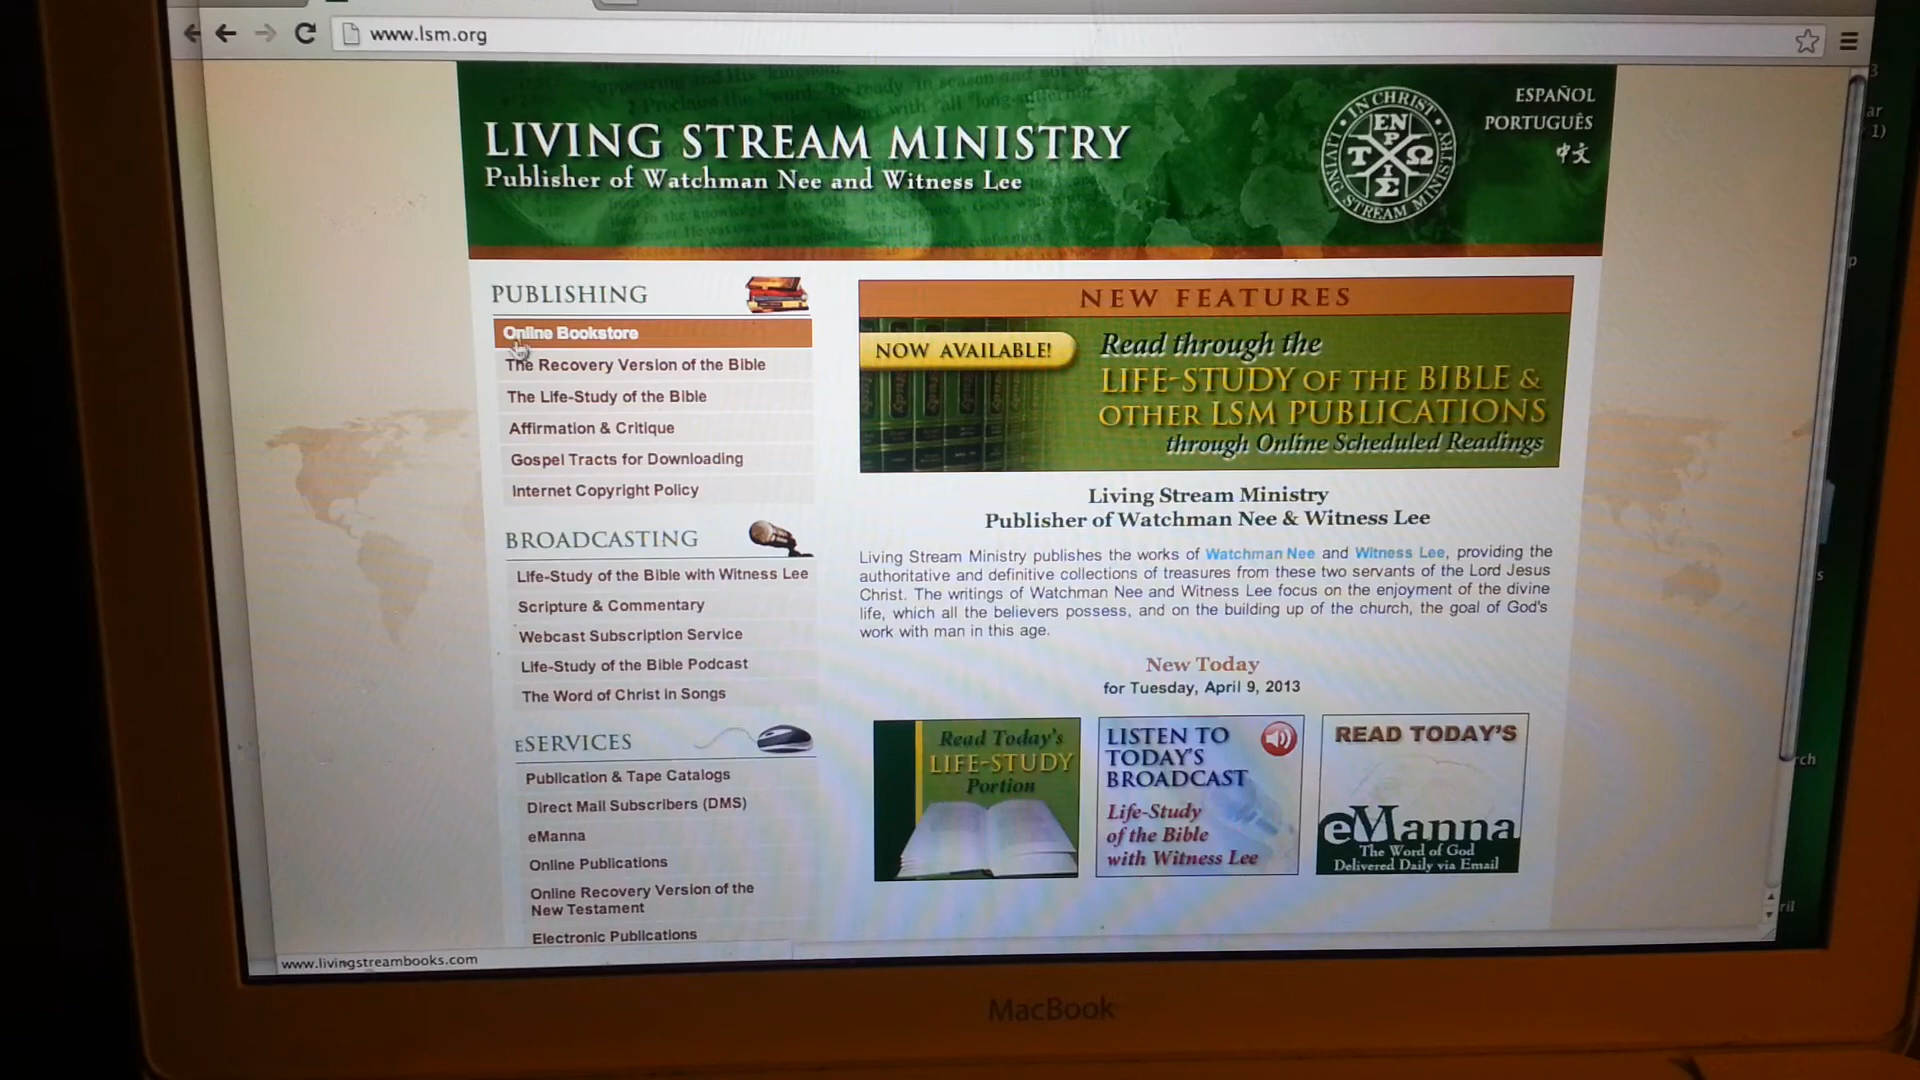 www.lsm.org
LIVING STREAM MINISTRY
Publisher of Watchman Nee and Witness Lee
IN CHRIST
LIVING STREAM MINISTRY
ESPAÑOL
PORTUGUÊS
中文
PUBLISHING
Online Bookstore
The Recovery Version of the Bible
The Life-Study of the Bible
Affirmation & Critique
Gospel Tracts for Downloading
Internet Copyright Policy
BROADCASTING
Life-Study of the Bible with Witness Lee
Scripture & Commentary
Webcast Subscription Service
Life-Study of the Bible Podcast
The Word of Christ in Songs
eSERVICES
Publication & Tape Catalogs
Direct Mail Subscribers (DMS)
eManna
Online Publications
Online Recovery Version of the
New Testament
Electronic Publications
NEW FEATURES
NOW AVAILABLE!
Read through the
LIFE-STUDY OF THE BIBLE &
OTHER LSM PUBLICATIONS
through Online Scheduled Readings
Living Stream Ministry
Publisher of Watchman Nee & Witness Lee
Living Stream Ministry publishes the works of Watchman Nee and Witness Lee, providing the
authoritative and definitive collections of treasures from these two servants of the Lord Jesus
Christ. The writings of Watchman Nee and Witness Lee focus on the enjoyment of the divine
life, which all the believers possess, and on the building up of the church, the goal of God's
work with man in this age.
New Today
for Tuesday, April 9, 2013
Read Today's
LIFE-STUDY
Portion
LISTEN TO
TODAY'S
BROADCAST
Life-Study
of the Bible
with Witness Lee
READ TODAY'S
eManna
The Word of God
Delivered Daily via Email
www.livingstreambooks.com
MacBook